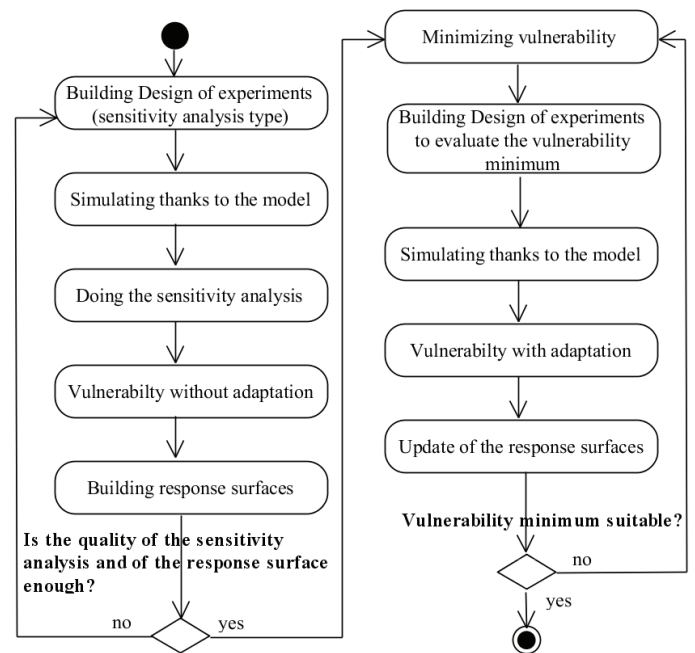 Building Design of experiments
(sensitivity analysis type)
Simulating thanks to the model
Doing the sensitivity analysis
Vulnerabilty without adaptation
Building response surfaces
Is the quality of the sensitivity
analysis and of the response surface
enough?
no
yes
Minimizing vulnerability
Building Design of experiments
to evaluate the vulnerability
minimum
Simulating thanks to the model
Vulnerabilty with adaptation
Update of the response surfaces
Vulnerability minimum suitable?
no
yes